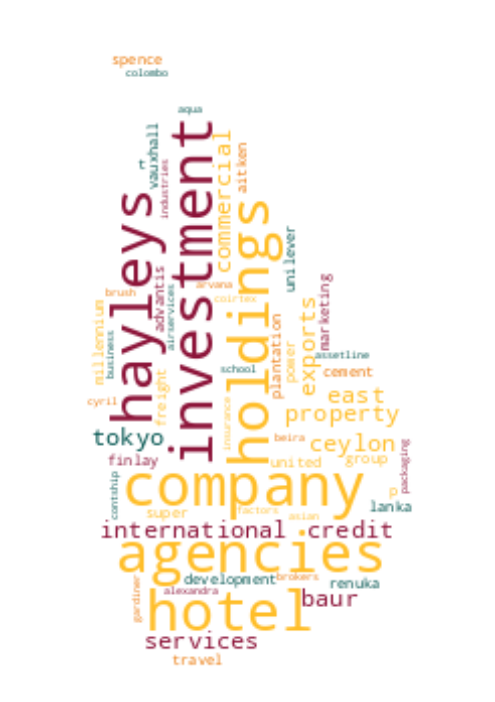 spence
colombo
aqua
investment
hayleys
holdings
commercial
vauxhall
rt
industries
aitken
unilever
marketing
advantis
airservices
arvana
coirtex
brush
millennium
business
exports
plantation
power
assetline
school
cement
freight
cyril
east
property
tokyo
insurance
beira
ceylon
finlay
united
group
packaging
contship
company
p
super
factors
asian
lanka
international
credit
agencies
development
brokers
renuka
gardiner
alexandra
hotel
baur
services
travel